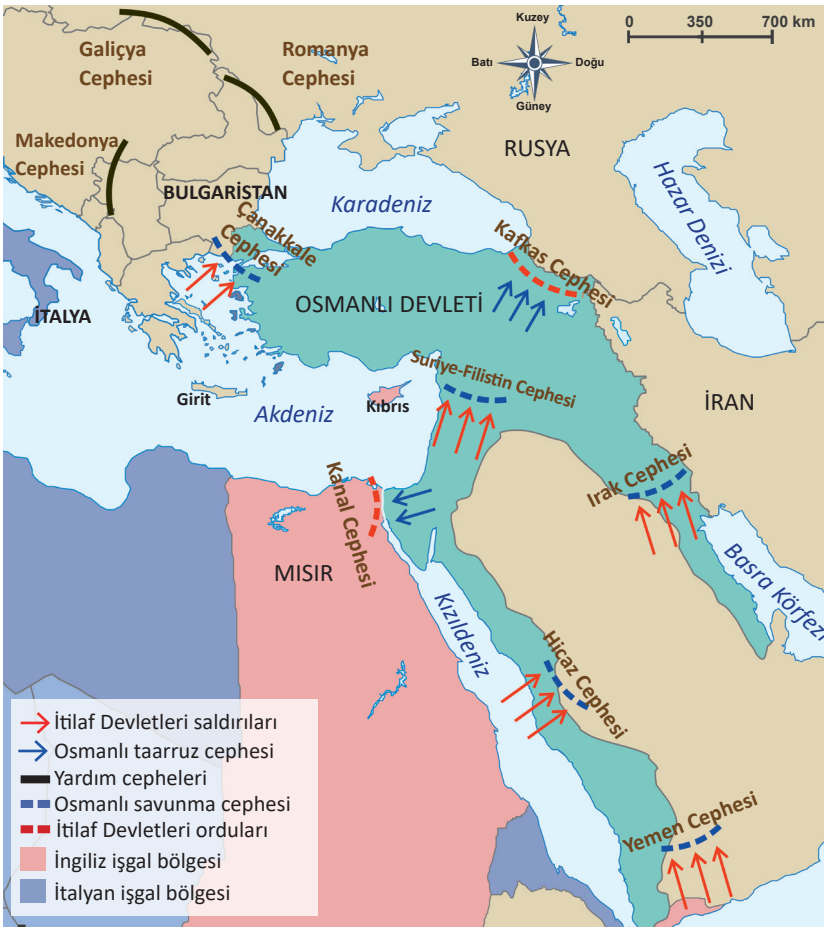 Galiçya
Cephesi
Romanya
Cephesi
Kuzey
Batı
Doğu
Güney
0 350 700 km
Makedonya
Cephesi
RUSYA
BULGARİSTAN
Karadeniz
Hazar Denizi
Çanakkale
Cephesi
Kafkas Cephesi
İTALYA
OSMANLI DEVLETİ
Suriye-Filistin Cephesi
Girit
Kıbrıs
Akdeniz
İRAN
Kanal Cephesi
Irak Cephesi
MISIR
Basra Körfezi
Kızıldeniz
Hicaz Cephesi
Yemen Cephesi
İtilaf Devletleri saldırıları
Osmanlı taarruz cephesi
Yardım cepheleri
Osmanlı savunma cephesi
İtilaf Devletleri orduları
İngiliz işgal bölgesi
İtalyan işgal bölgesi